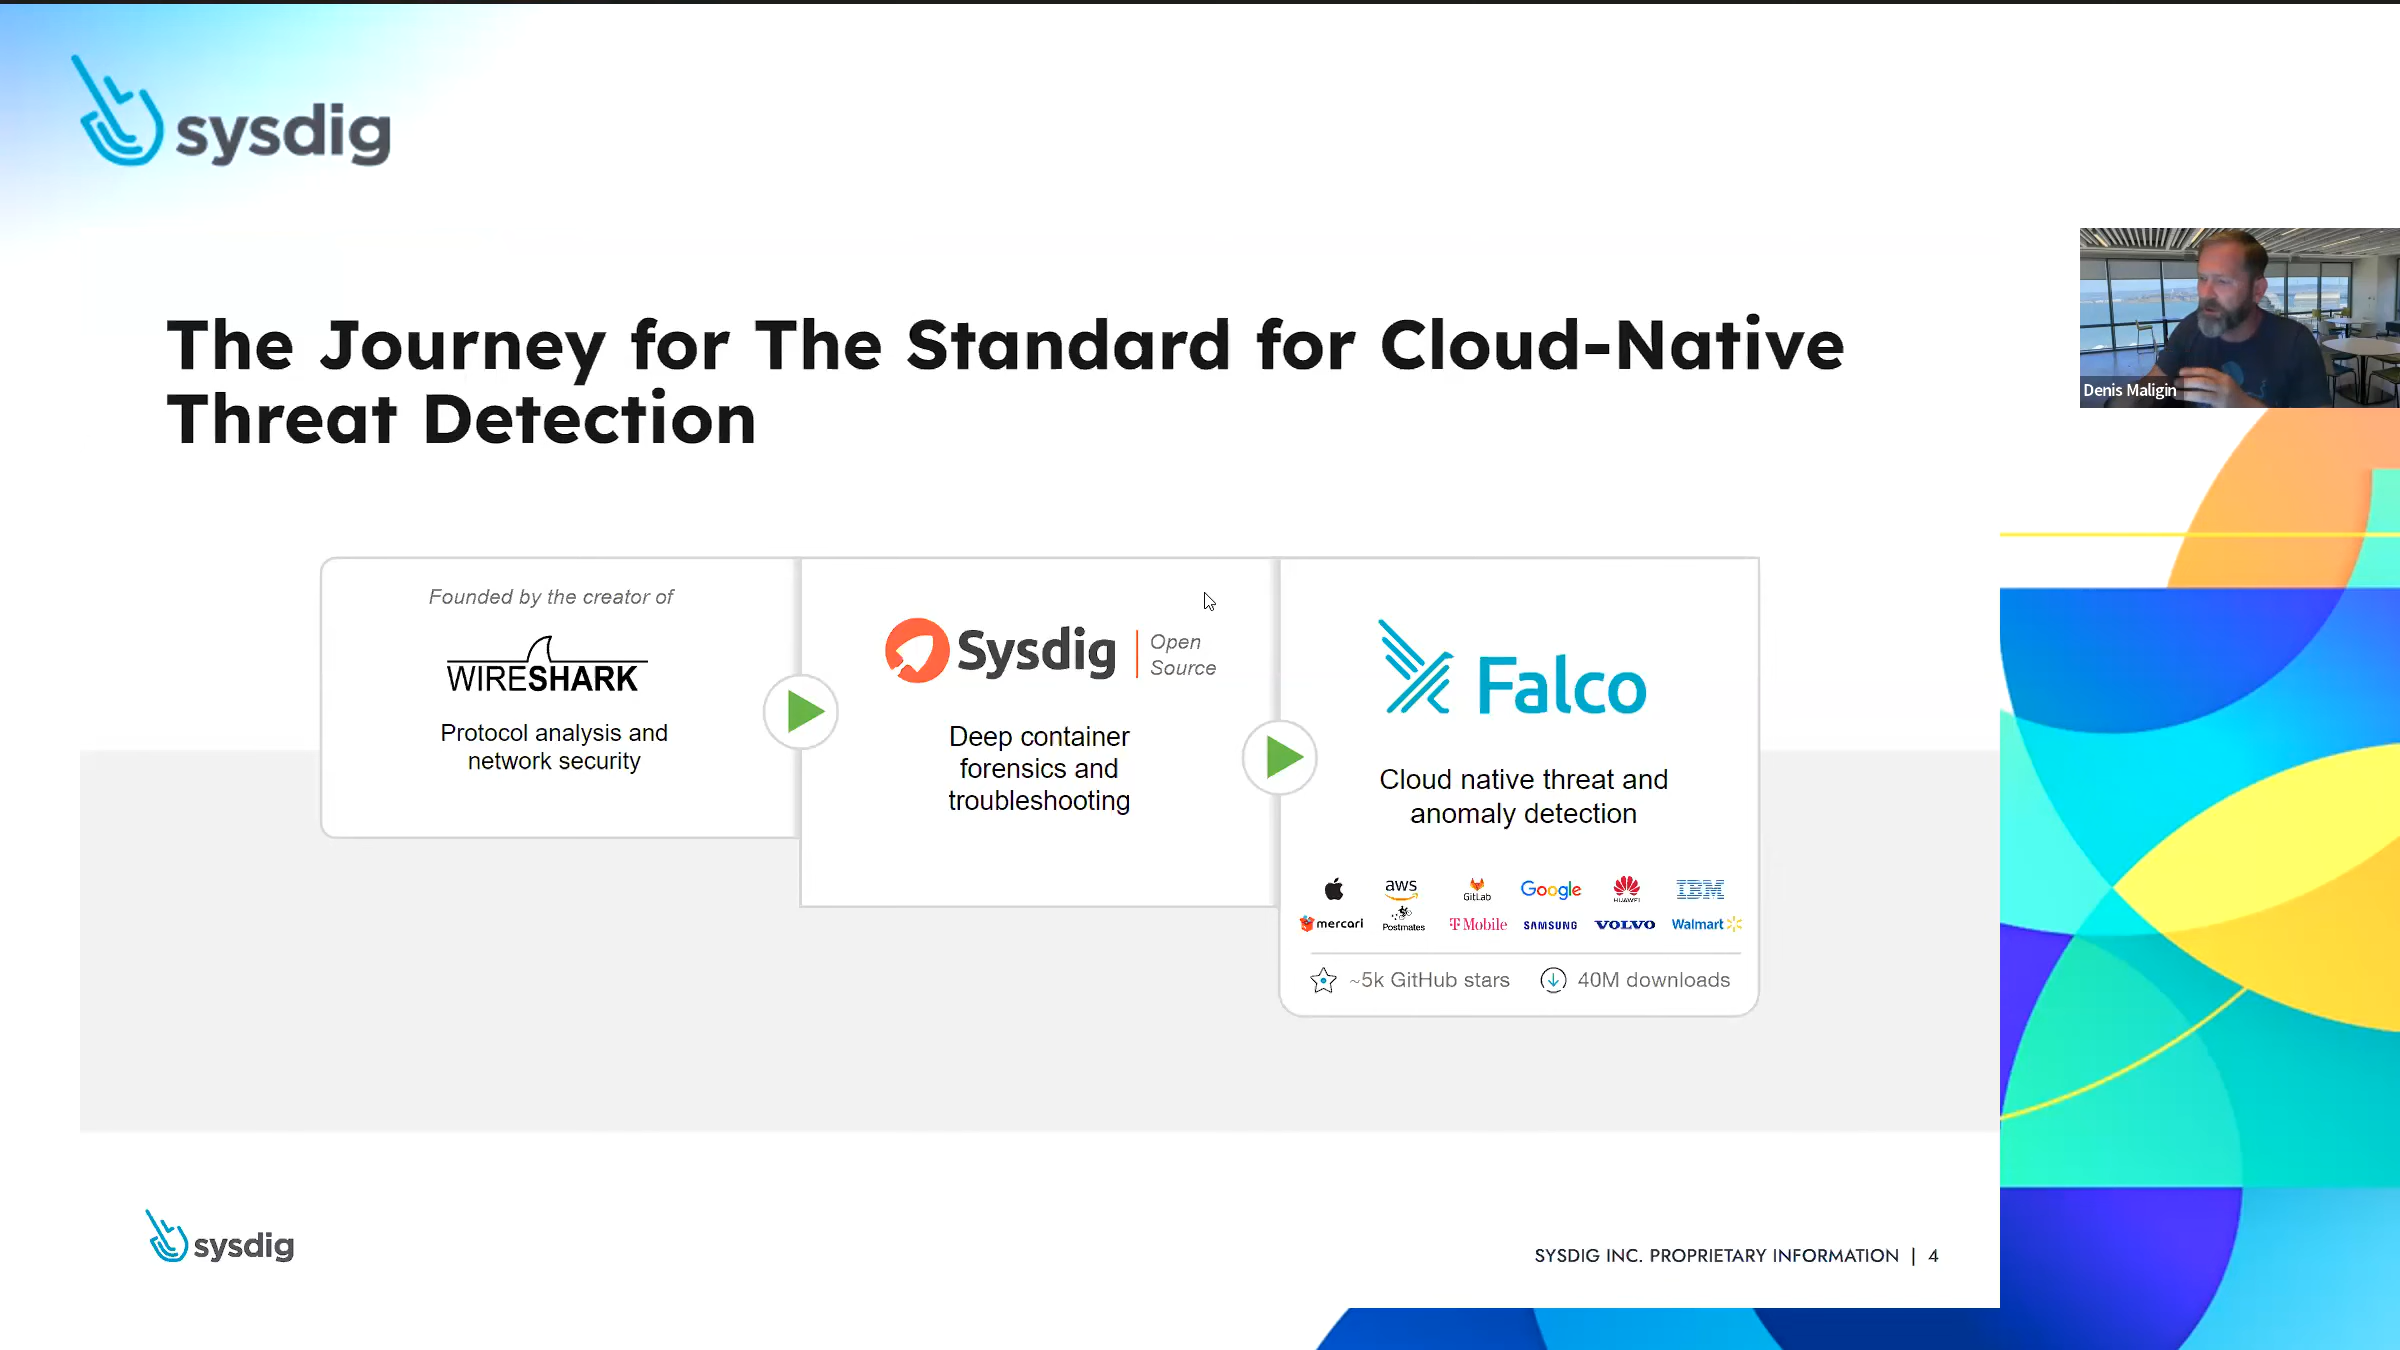 sysdig
The Journey for The Standard for Cloud-Native
Threat Detection
Denis Maligin
Founded by the creator of
WIRESHARK
Protocol analysis and
network security
Sysdig
Open
Source
Deep container
forensics and
troubleshooting
Falco
Cloud native threat and
anomaly detection
aws GitLab Google HUAWEI IBM
mercari Postmates T Mobile SAMSUNG VOLVO Walmart
~5k GitHub stars 40M downloads
sysdig
SYSDIG INC. PROPRIETARY INFORMATION | 4